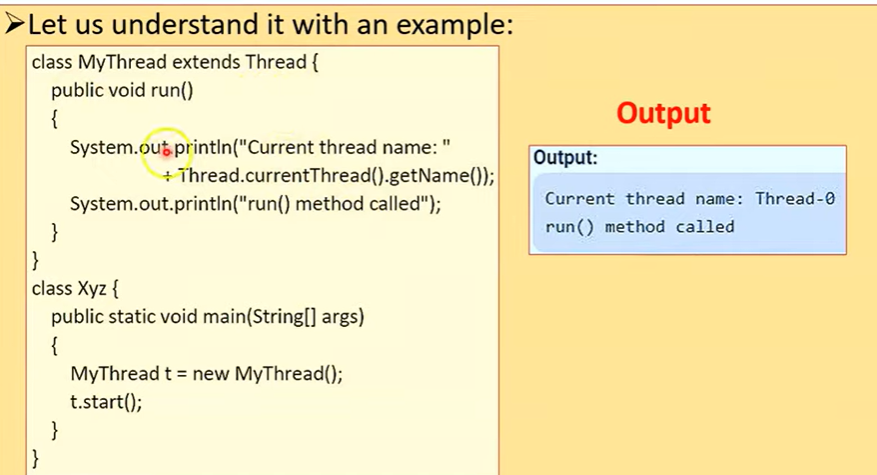 ➤Let us understand it with an example:
class MyThread extends Thread {
public void run()
{
System.out.println("Current thread name: "
+ Thread.currentThread().getName());
System.out.println("run() method called");
}
}
class Xyz {
public static void main(String[] args)
{
MyThread t = new MyThread();
t.start();
}
}
Output
Output:
Current thread name: Thread-0
run() method called